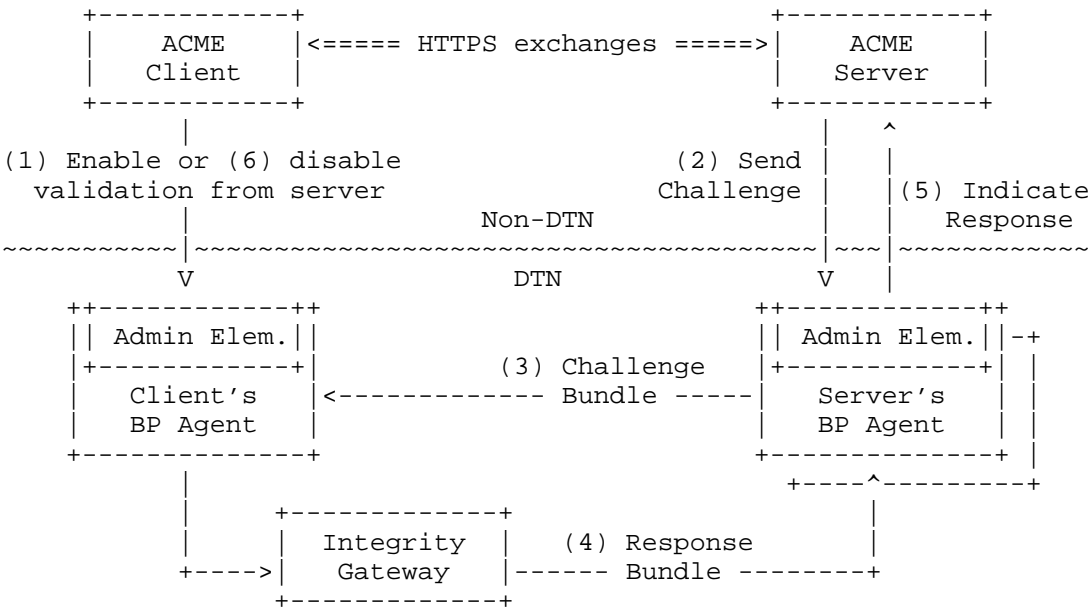 ACME <===== HTTPS exchanges =====> ACME
Client Server
(1) Enable or (6) disable (2) Send
validation from server Challenge (5) Indicate
Non-DTN Response
DTN
Admin Elem. Admin Elem.
(3) Challenge
Client's <------------- Bundle ----- Server's
BP Agent BP Agent
Integrity (4) Response
Gateway ------ Bundle --------